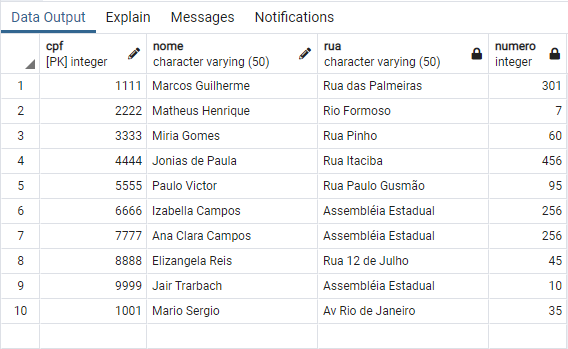 Data Output Explain Messages Notifications
cpf nome rua numero
[PK] integer character varying (50) character varying (50) integer
1 1111 Marcos Guilherme Rua das Palmeiras 301
2 2222 Matheus Henrique Rio Formoso 7
3 3333 Miria Gomes Rua Pinho 60
4 4444 Jonias de Paula Rua Itaciba 456
5 5555 Paulo Victor Rua Paulo Gusmão 95
6 6666 Izabella Campos Assembléia Estadual 256
7 7777 Ana Clara Campos Assembléia Estadual 256
8 8888 Elizangela Reis Rua 12 de Julho 45
9 9999 Jair Trarbach Assembléia Estadual 10
10 1001 Mario Sergio Av Rio de Janeiro 35